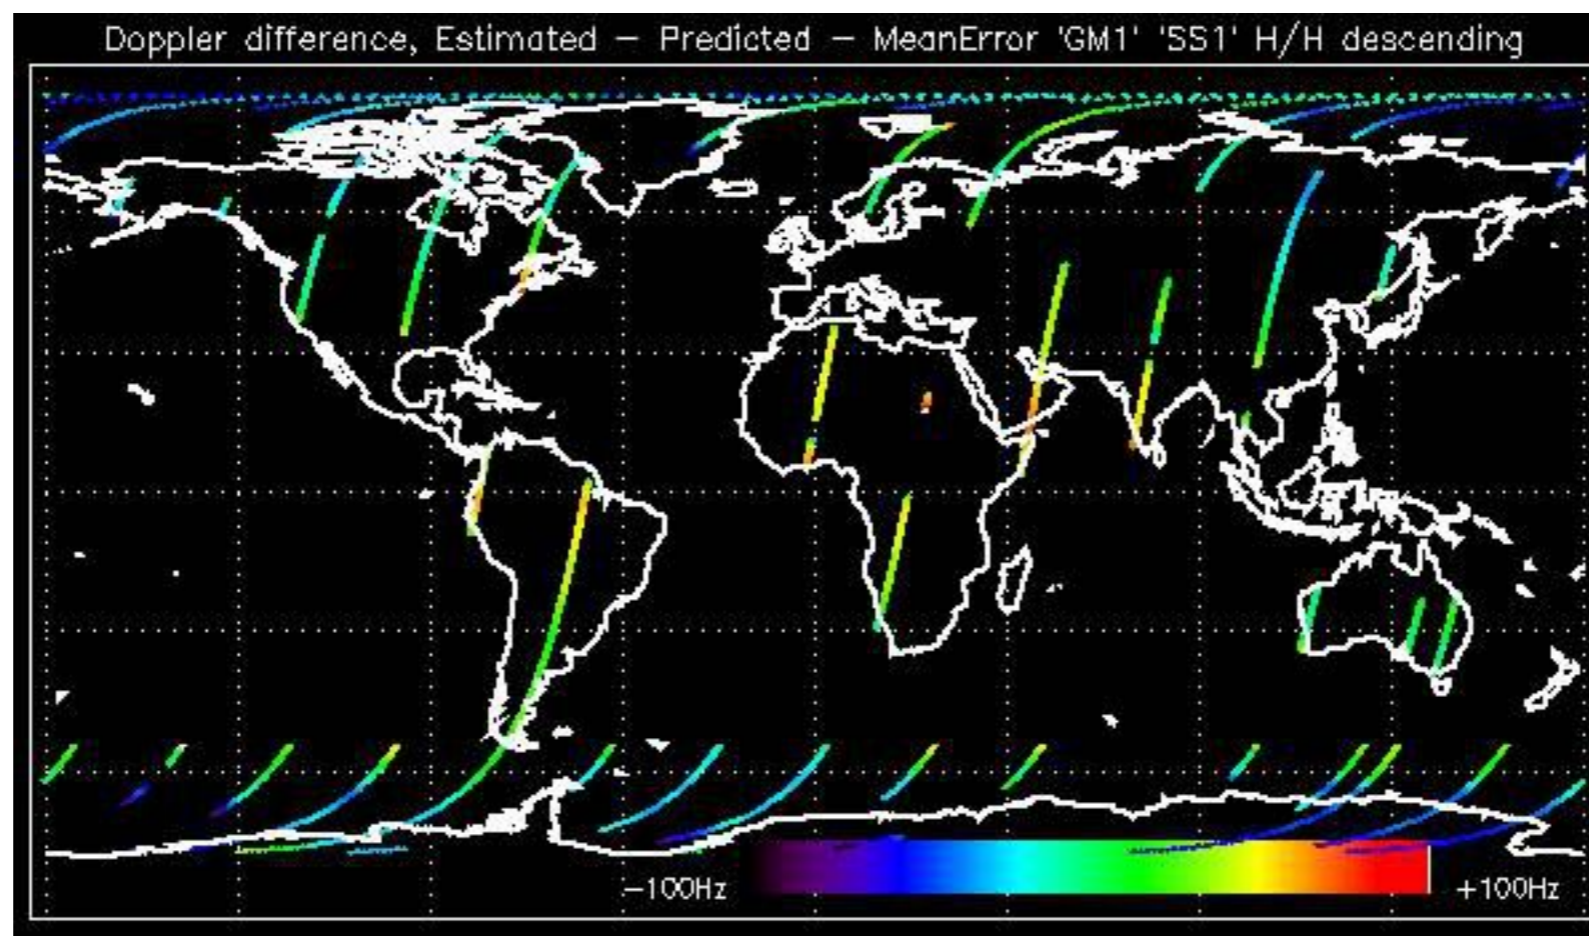 Doppler difference, Estimated – Predicted – MeanError 'GM1' 'SS1' H/H descending
–100Hz
+100Hz